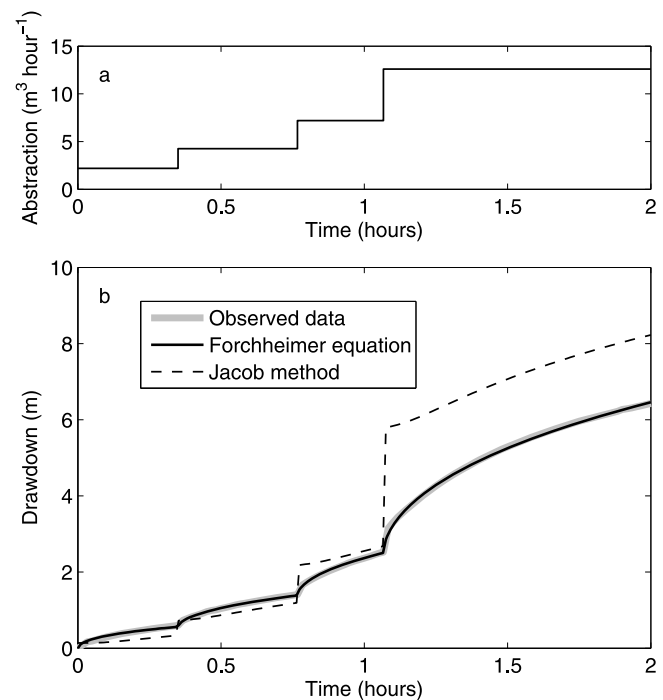 15
10
5
0
Abstraction (m³ hour⁻¹)
a
0
0.5
1
1.5
2
Time (hours)
10
8
6
4
2
0
Drawdown (m)
b
Observed data
Forchheimer equation
Jacob method
0
0.5
1
1.5
2
Time (hours)